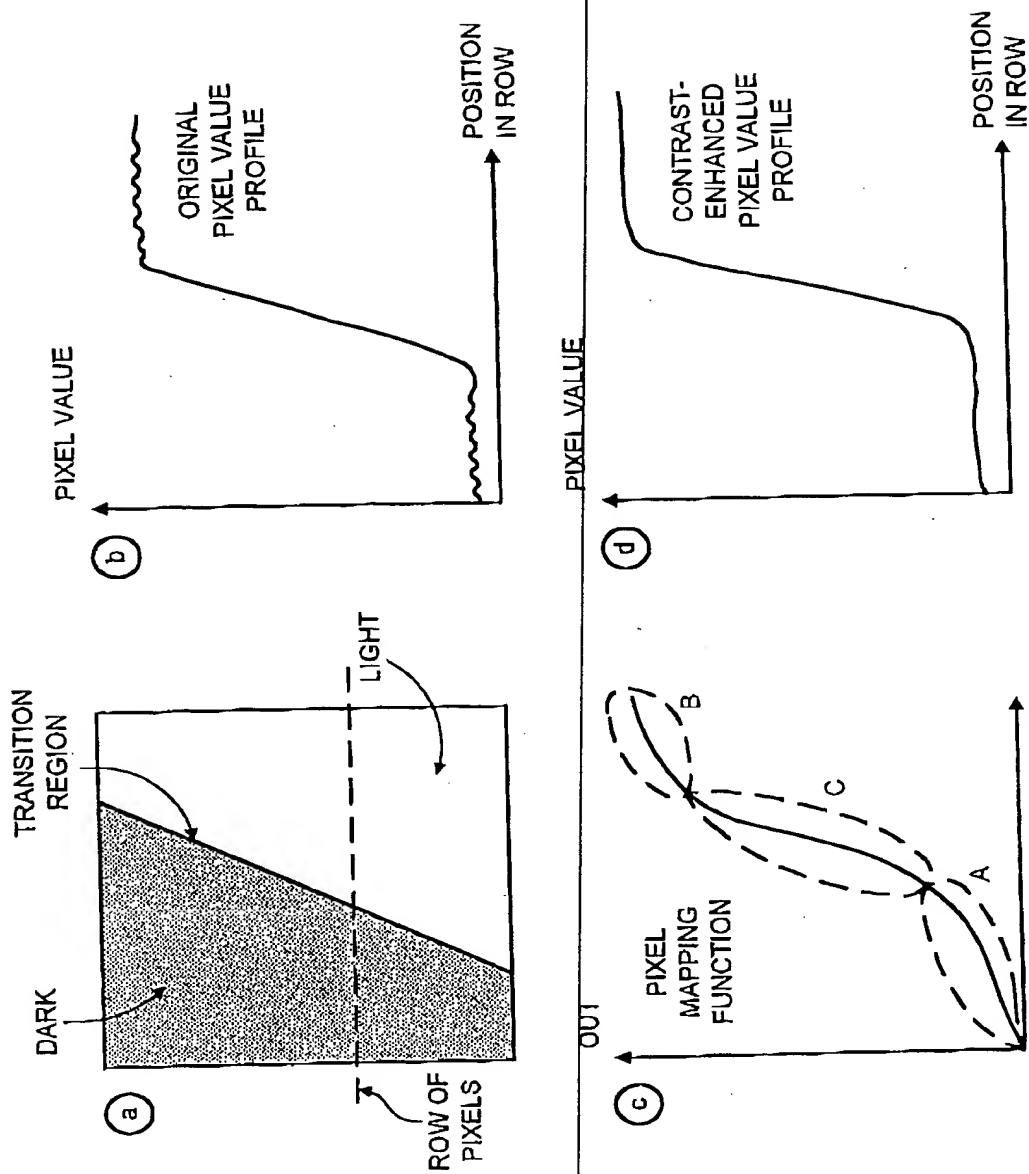 a
DARK
TRANSITION
REGION
LIGHT
ROW OF
PIXELS
b
PIXEL VALUE
ORIGINAL
PIXEL VALUE
PROFILE
POSITION
IN ROW
c
OUT
PIXEL
MAPPING
FUNCTION
A
C
B
d
PIXEL VALUE
CONTRAST-
ENHANCED
PIXEL VALUE
PROFILE
POSITION
IN ROW